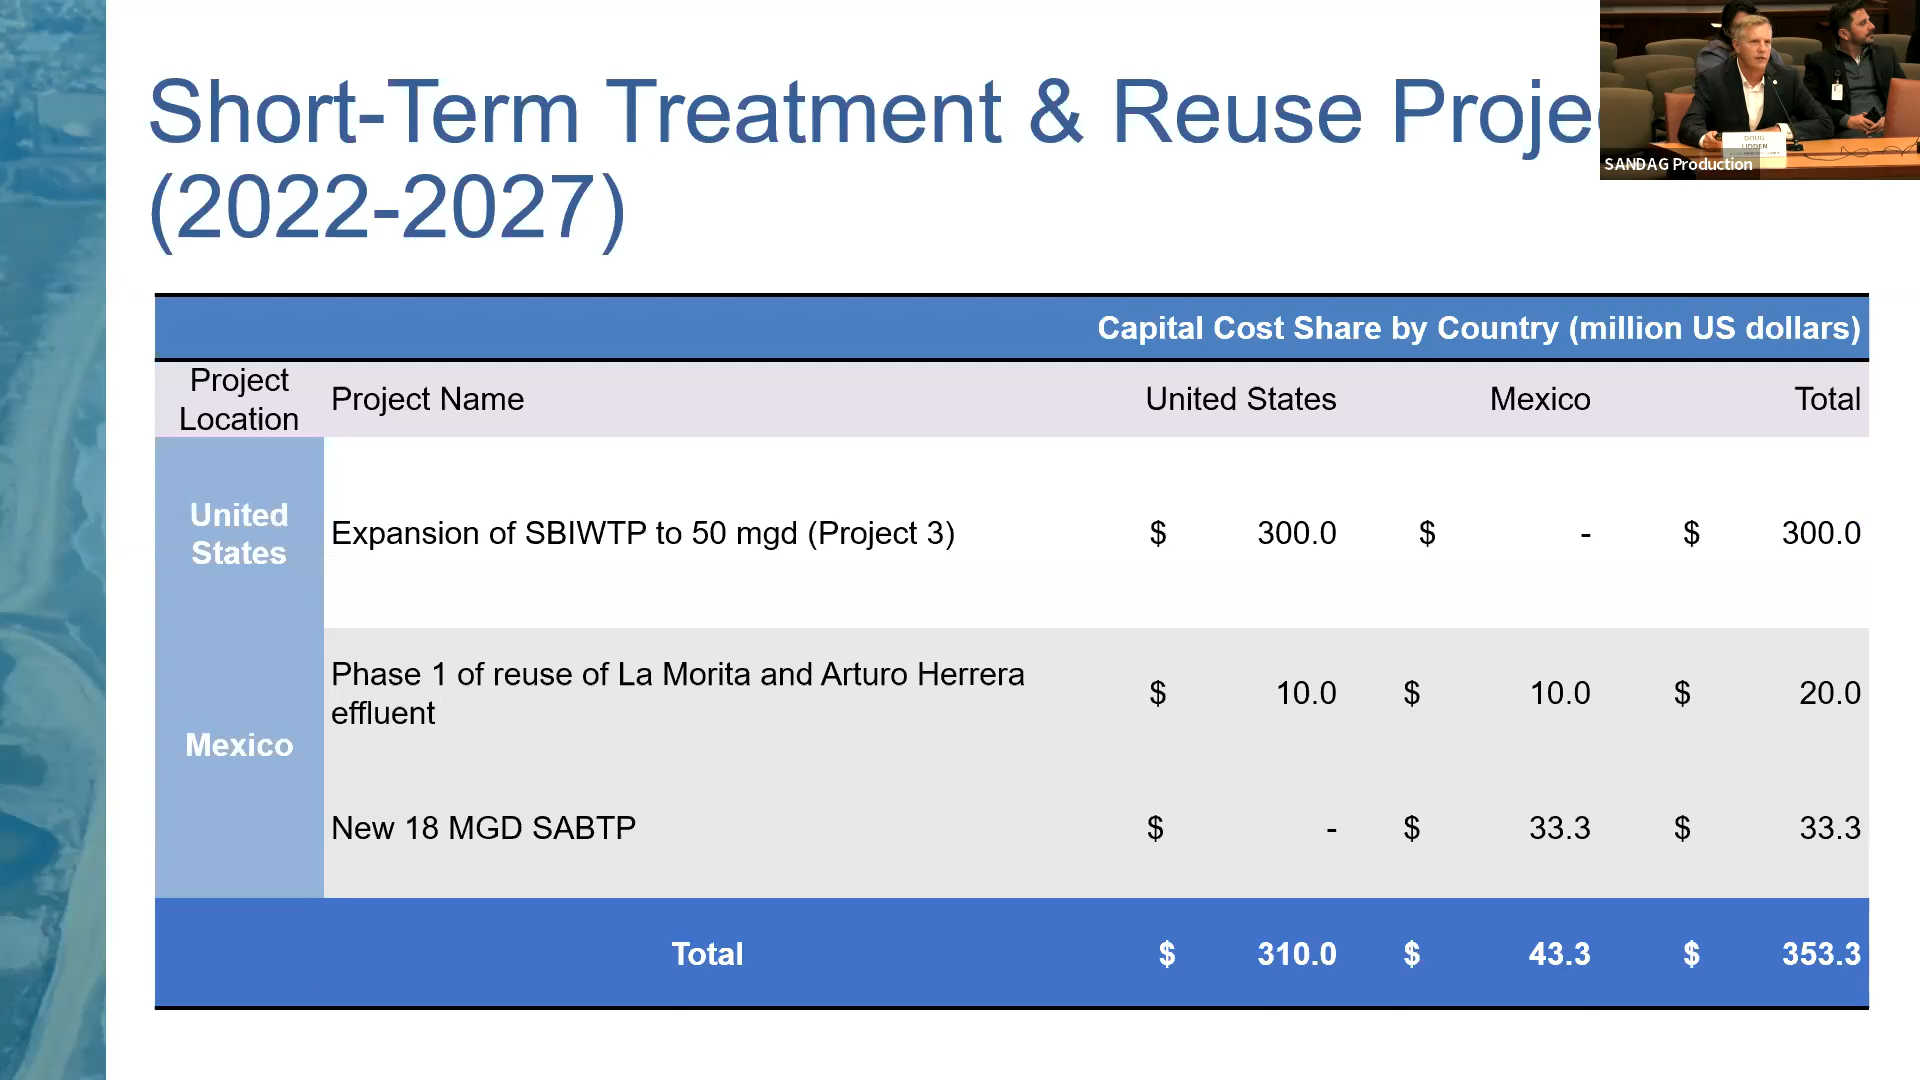 Short-Term Treatment & Reuse Proje
(2022-2027)
SANDAG Production
DOUG
LIDDEN
Capital Cost Share by Country (million US dollars)
Project Location Project Name United States Mexico Total
United States Expansion of SBIWTP to 50 mgd (Project 3) $ 300.0 $ - $ 300.0
Mexico
Phase 1 of reuse of La Morita and Arturo Herrera
effluent $ 10.0 $ 10.0 $ 20.0
New 18 MGD SABTP $ - $ 33.3 $ 33.3
Total $ 310.0 $ 43.3 $ 353.3